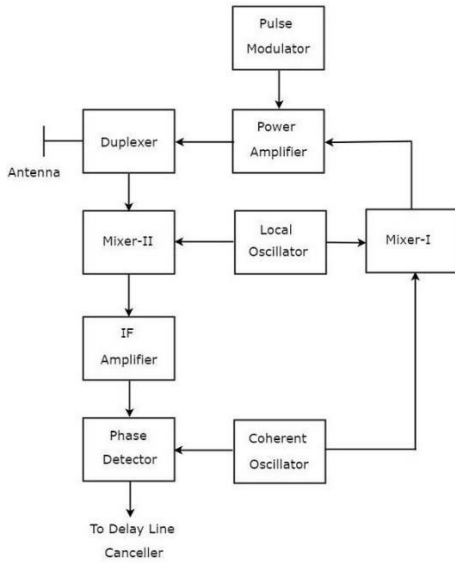 Pulse
Modulator
Duplexer
Power
Amplifier
Antenna
Mixer-II
Local
Oscillator
Mixer-I
IF
Amplifier
Phase
Detector
Coherent
Oscillator
To Delay Line
Canceller